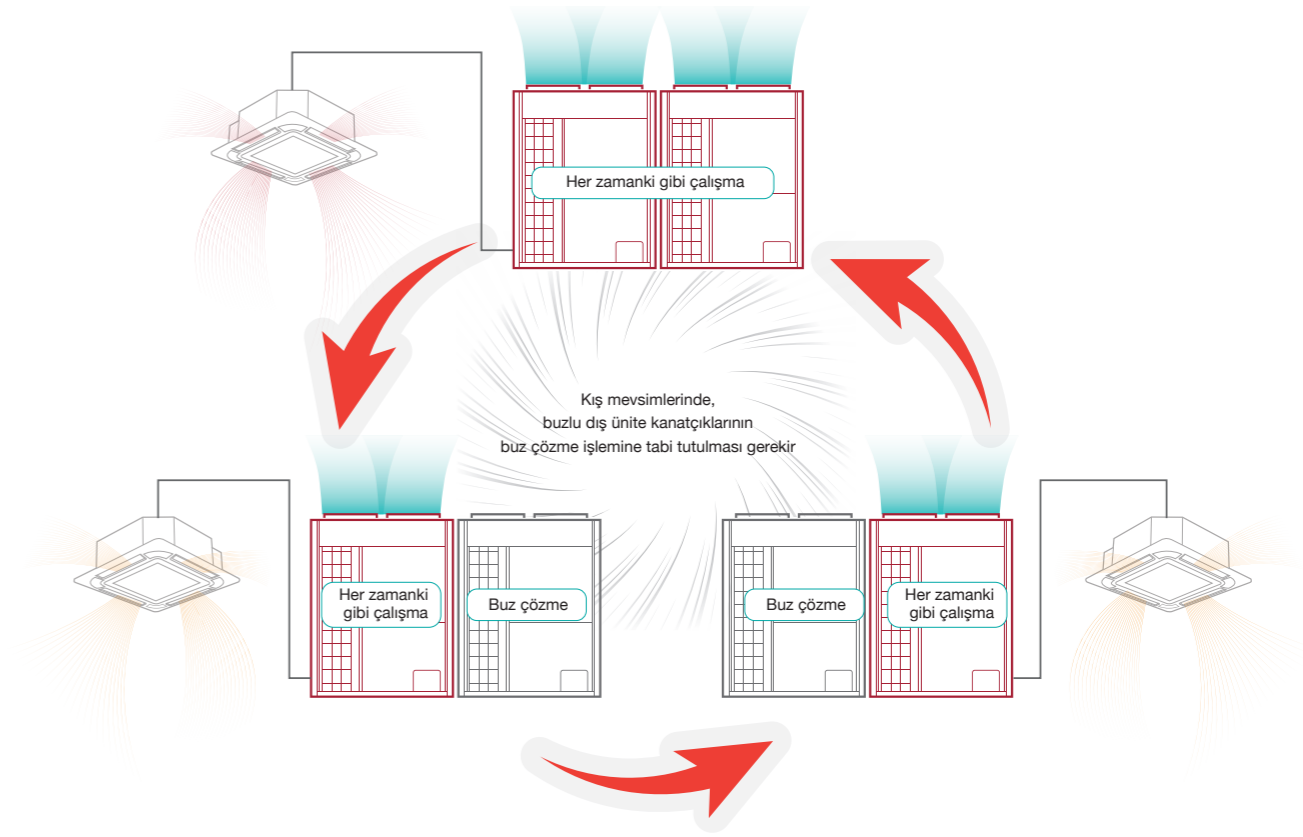 Her zamanki gibi çalışma
Kış mevsimlerinde,
buzlu dış ünite kanatçıklarının
buz çözme işlemine tabi tutulması gerekir
Her zamanki
gibi çalışma
Buz çözme
Buz çözme
Her zamanki
gibi çalışma